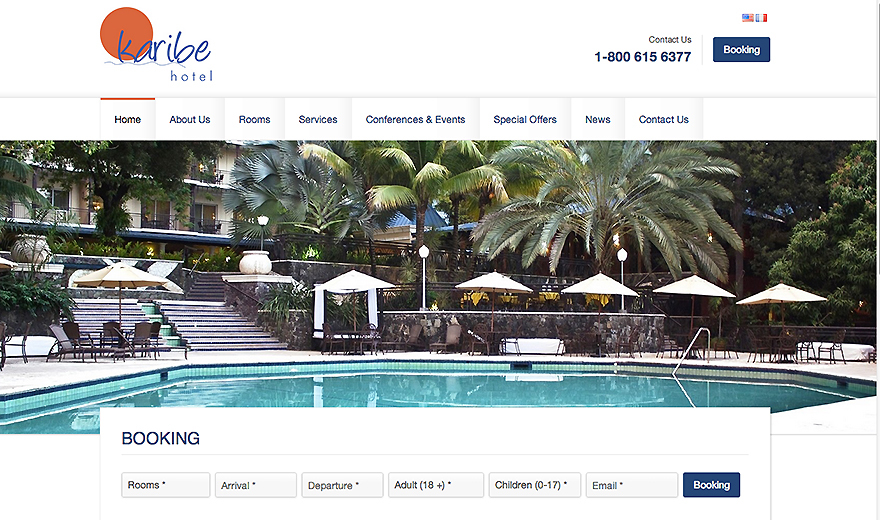 Karibe
hotel
Contact Us
1-800 615 6377
Booking
Home About Us Rooms Services Conferences & Events Special Offers News Contact Us
BOOKING
Rooms * Arrival * Departure * Adult (18 +) * Children (0-17) * Email * Booking